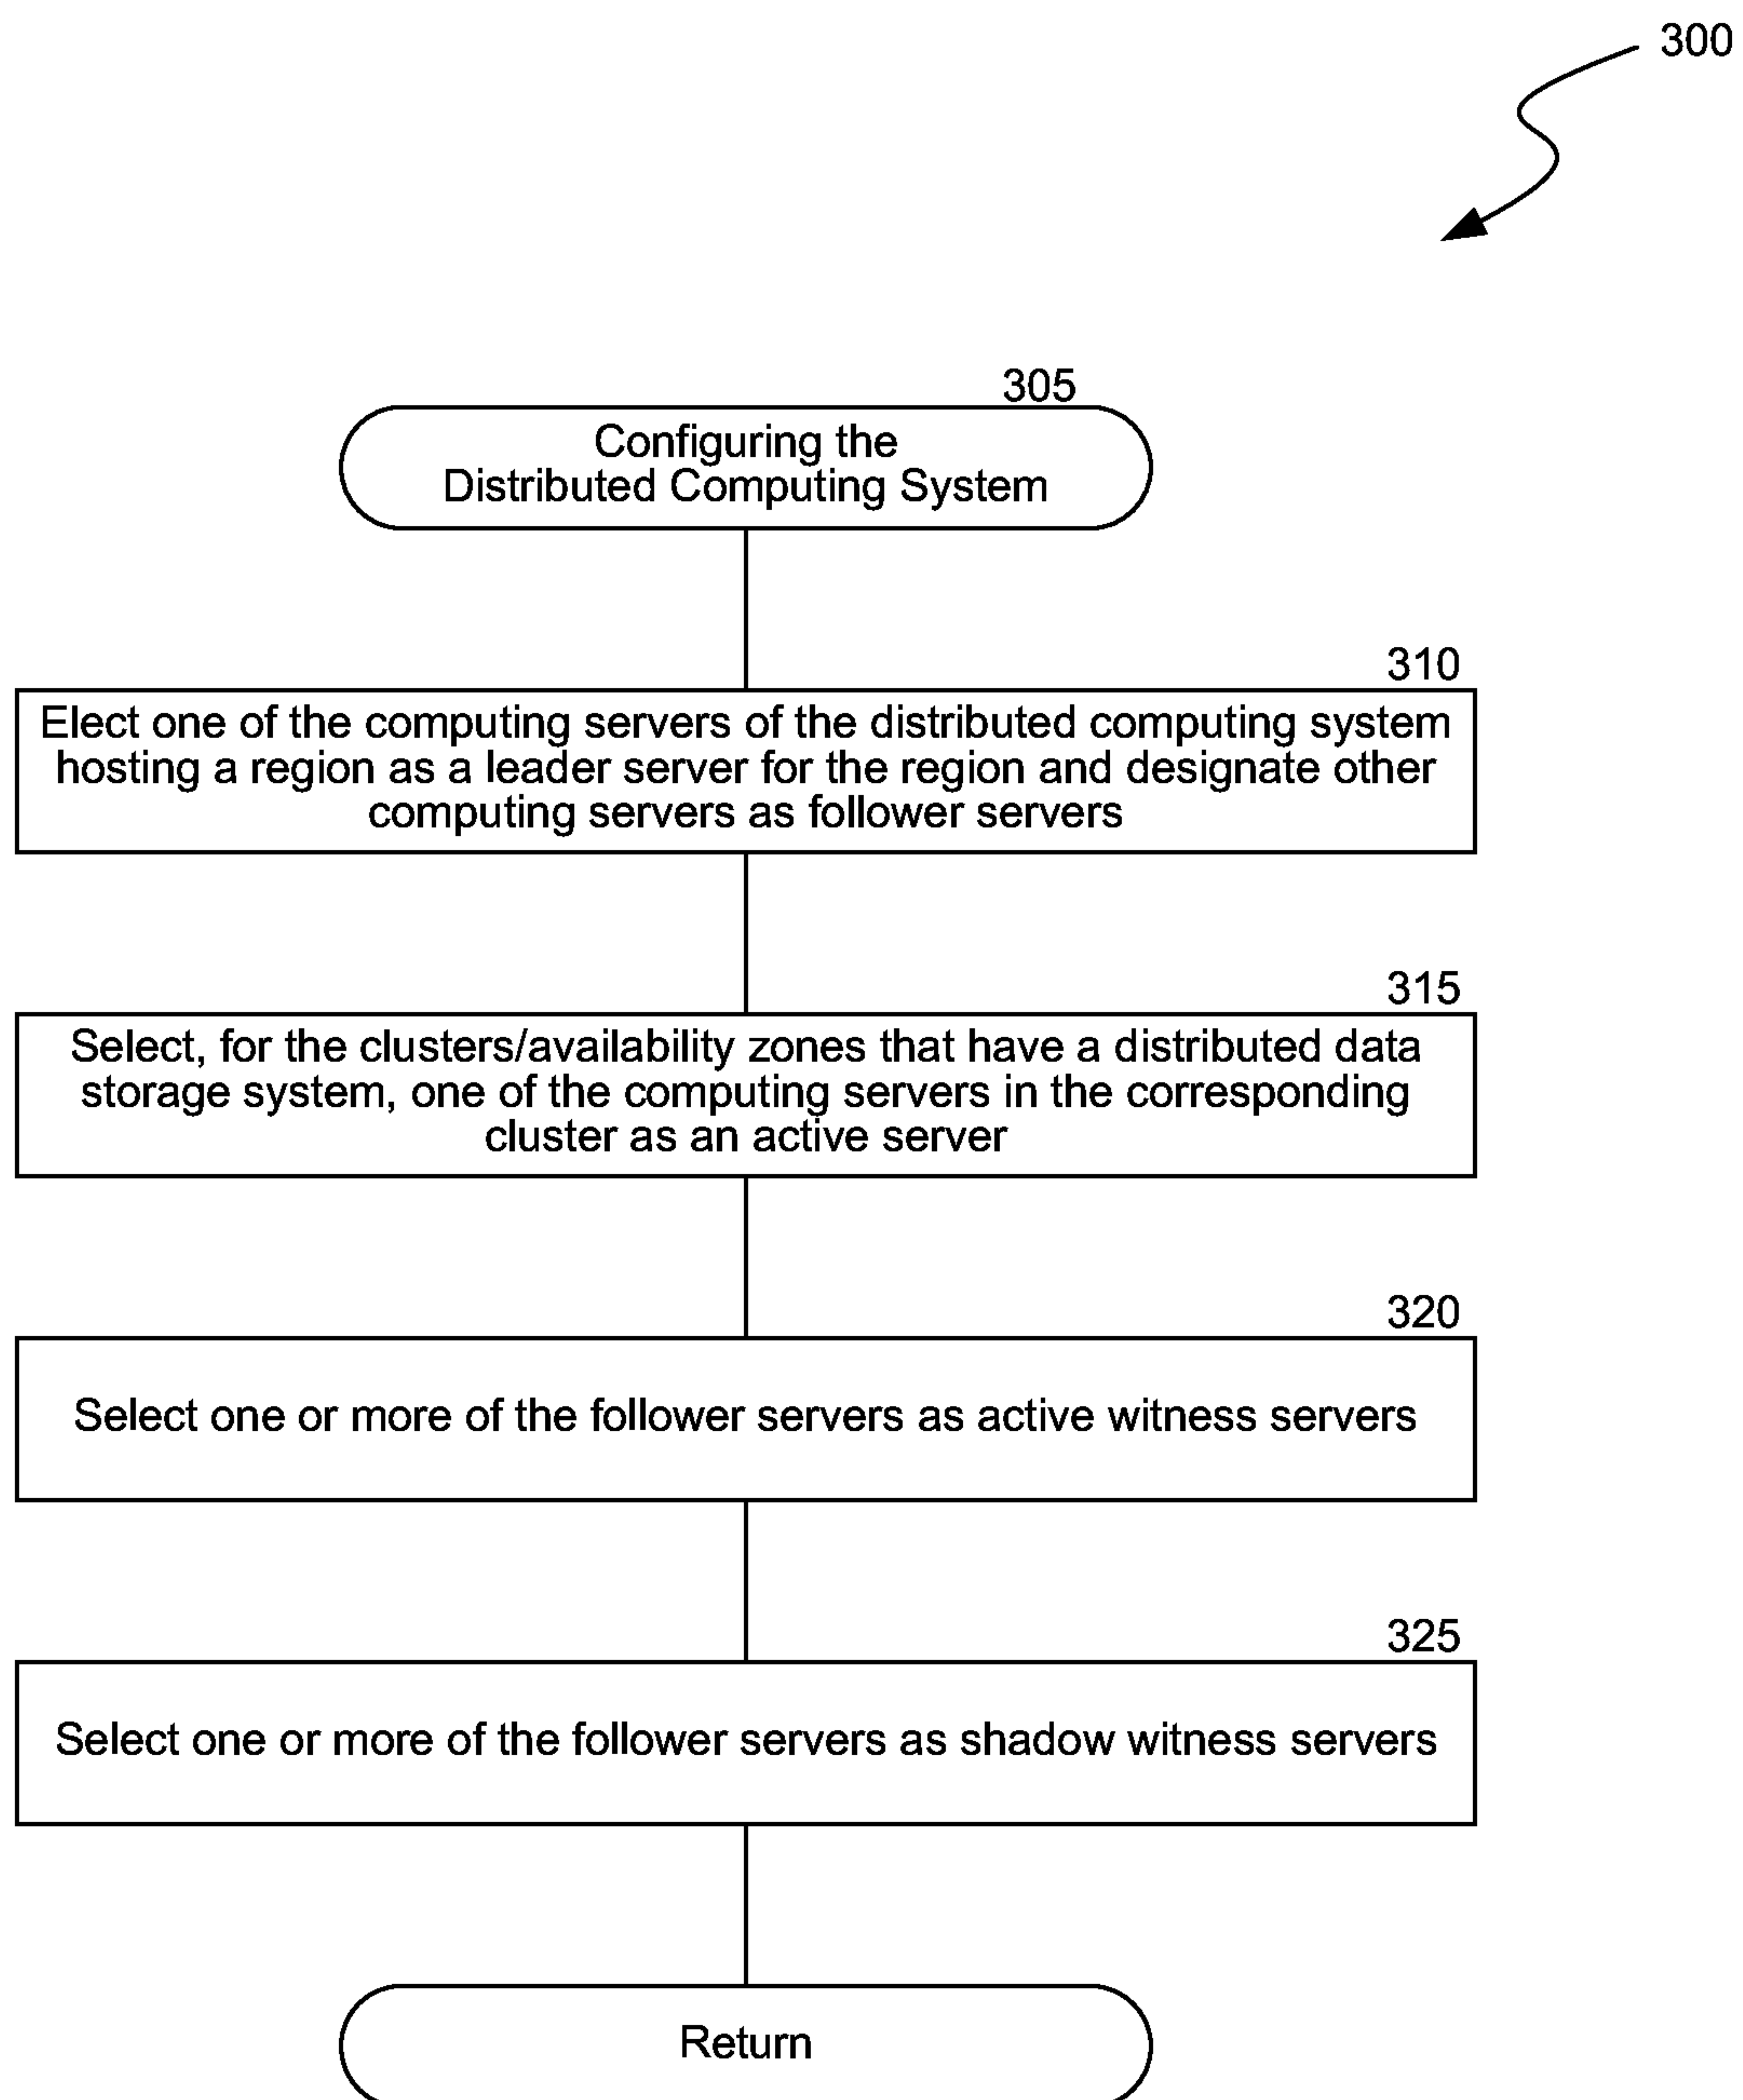 300
305
Configuring the
Distributed Computing System
310
Elect one of the computing servers of the distributed computing system
hosting a region as a leader server for the region and designate other
computing servers as follower servers
315
Select, for the clusters/availability zones that have a distributed data
storage system, one of the computing servers in the corresponding
cluster as an active server
320
Select one or more of the follower servers as active witness servers
325
Select one or more of the follower servers as shadow witness servers
Return